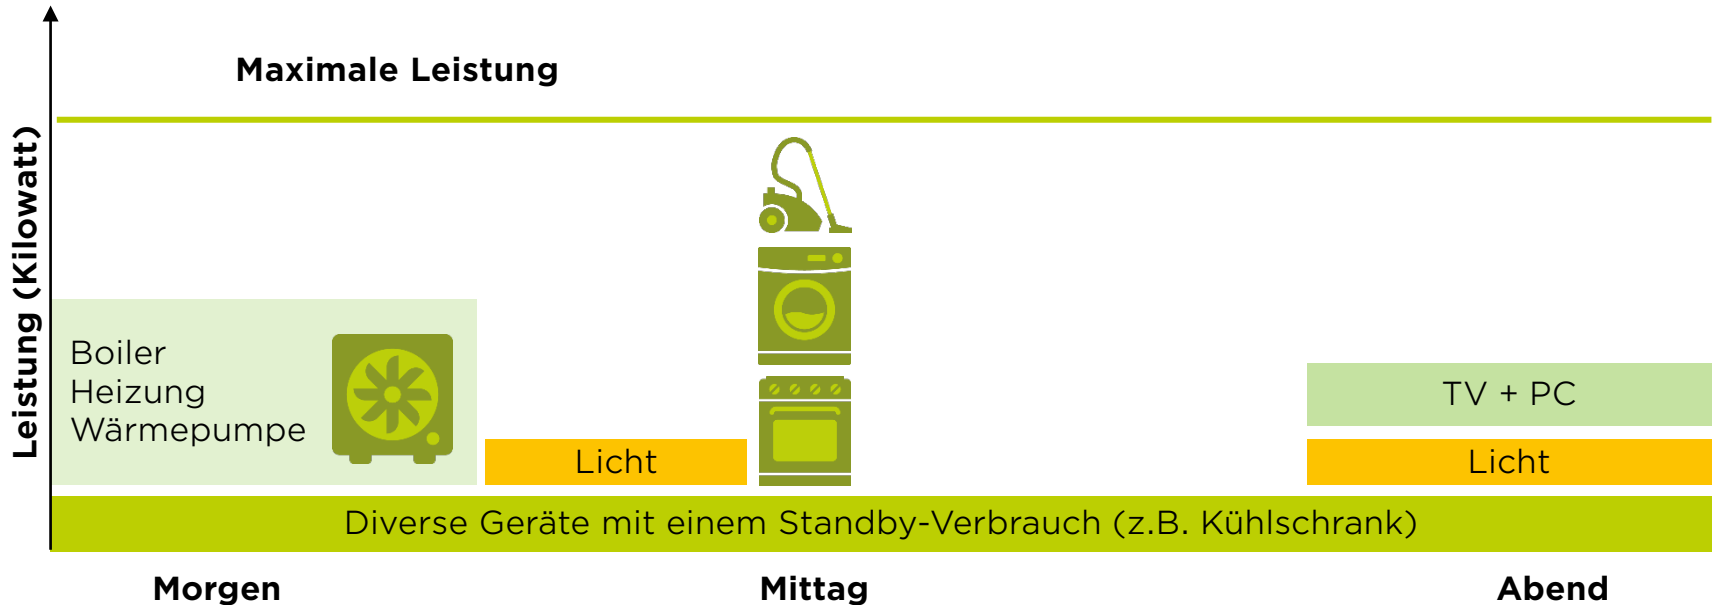 Maximale Leistung
Leistung (Kilowatt)
Boiler
Heizung
Wärmepumpe
Licht
TV + PC
Licht
Diverse Geräte mit einem Standby-Verbrauch (z.B. Kühlschrank)
Morgen
Mittag
Abend